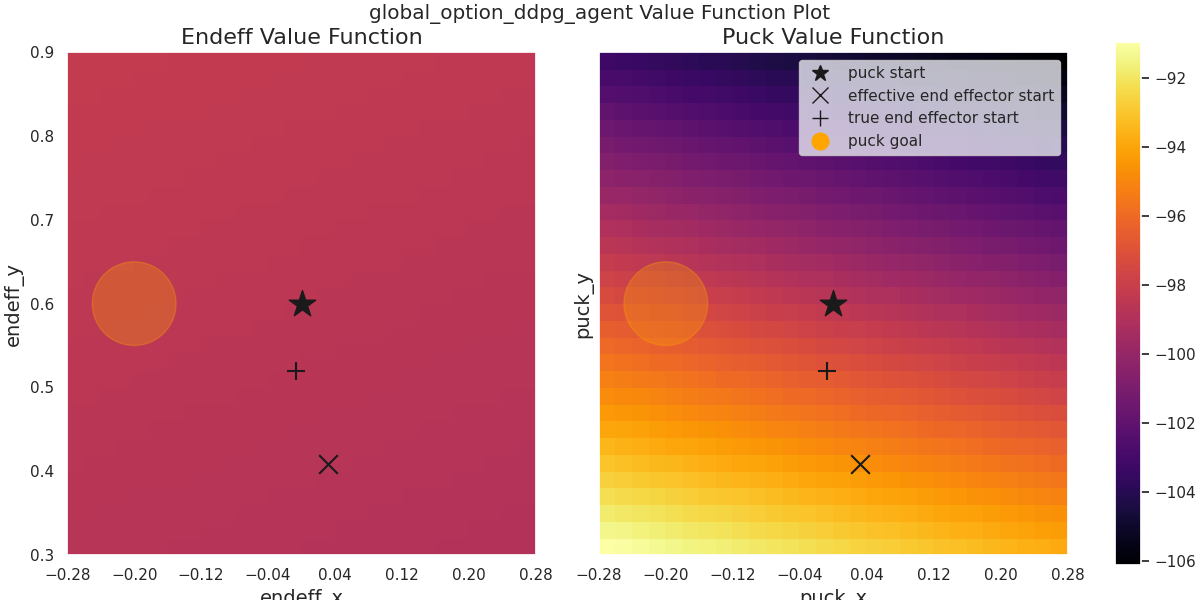 global_option_ddpg_agent Value Function Plot
Endeff Value Function
Puck Value Function
0.9
0.8
0.7
0.6
0.5
0.4
0.3
endeff_y
−0.28 −0.20 −0.12 −0.04 0.04 0.12 0.20 0.28
endeff_x
puck_y
puck start
effective end effector start
true end effector start
puck goal
−0.28 −0.20 −0.12 −0.04 0.04 0.12 0.20 0.28
puck_x
−92
−94
−96
−98
−100
−102
−104
−106